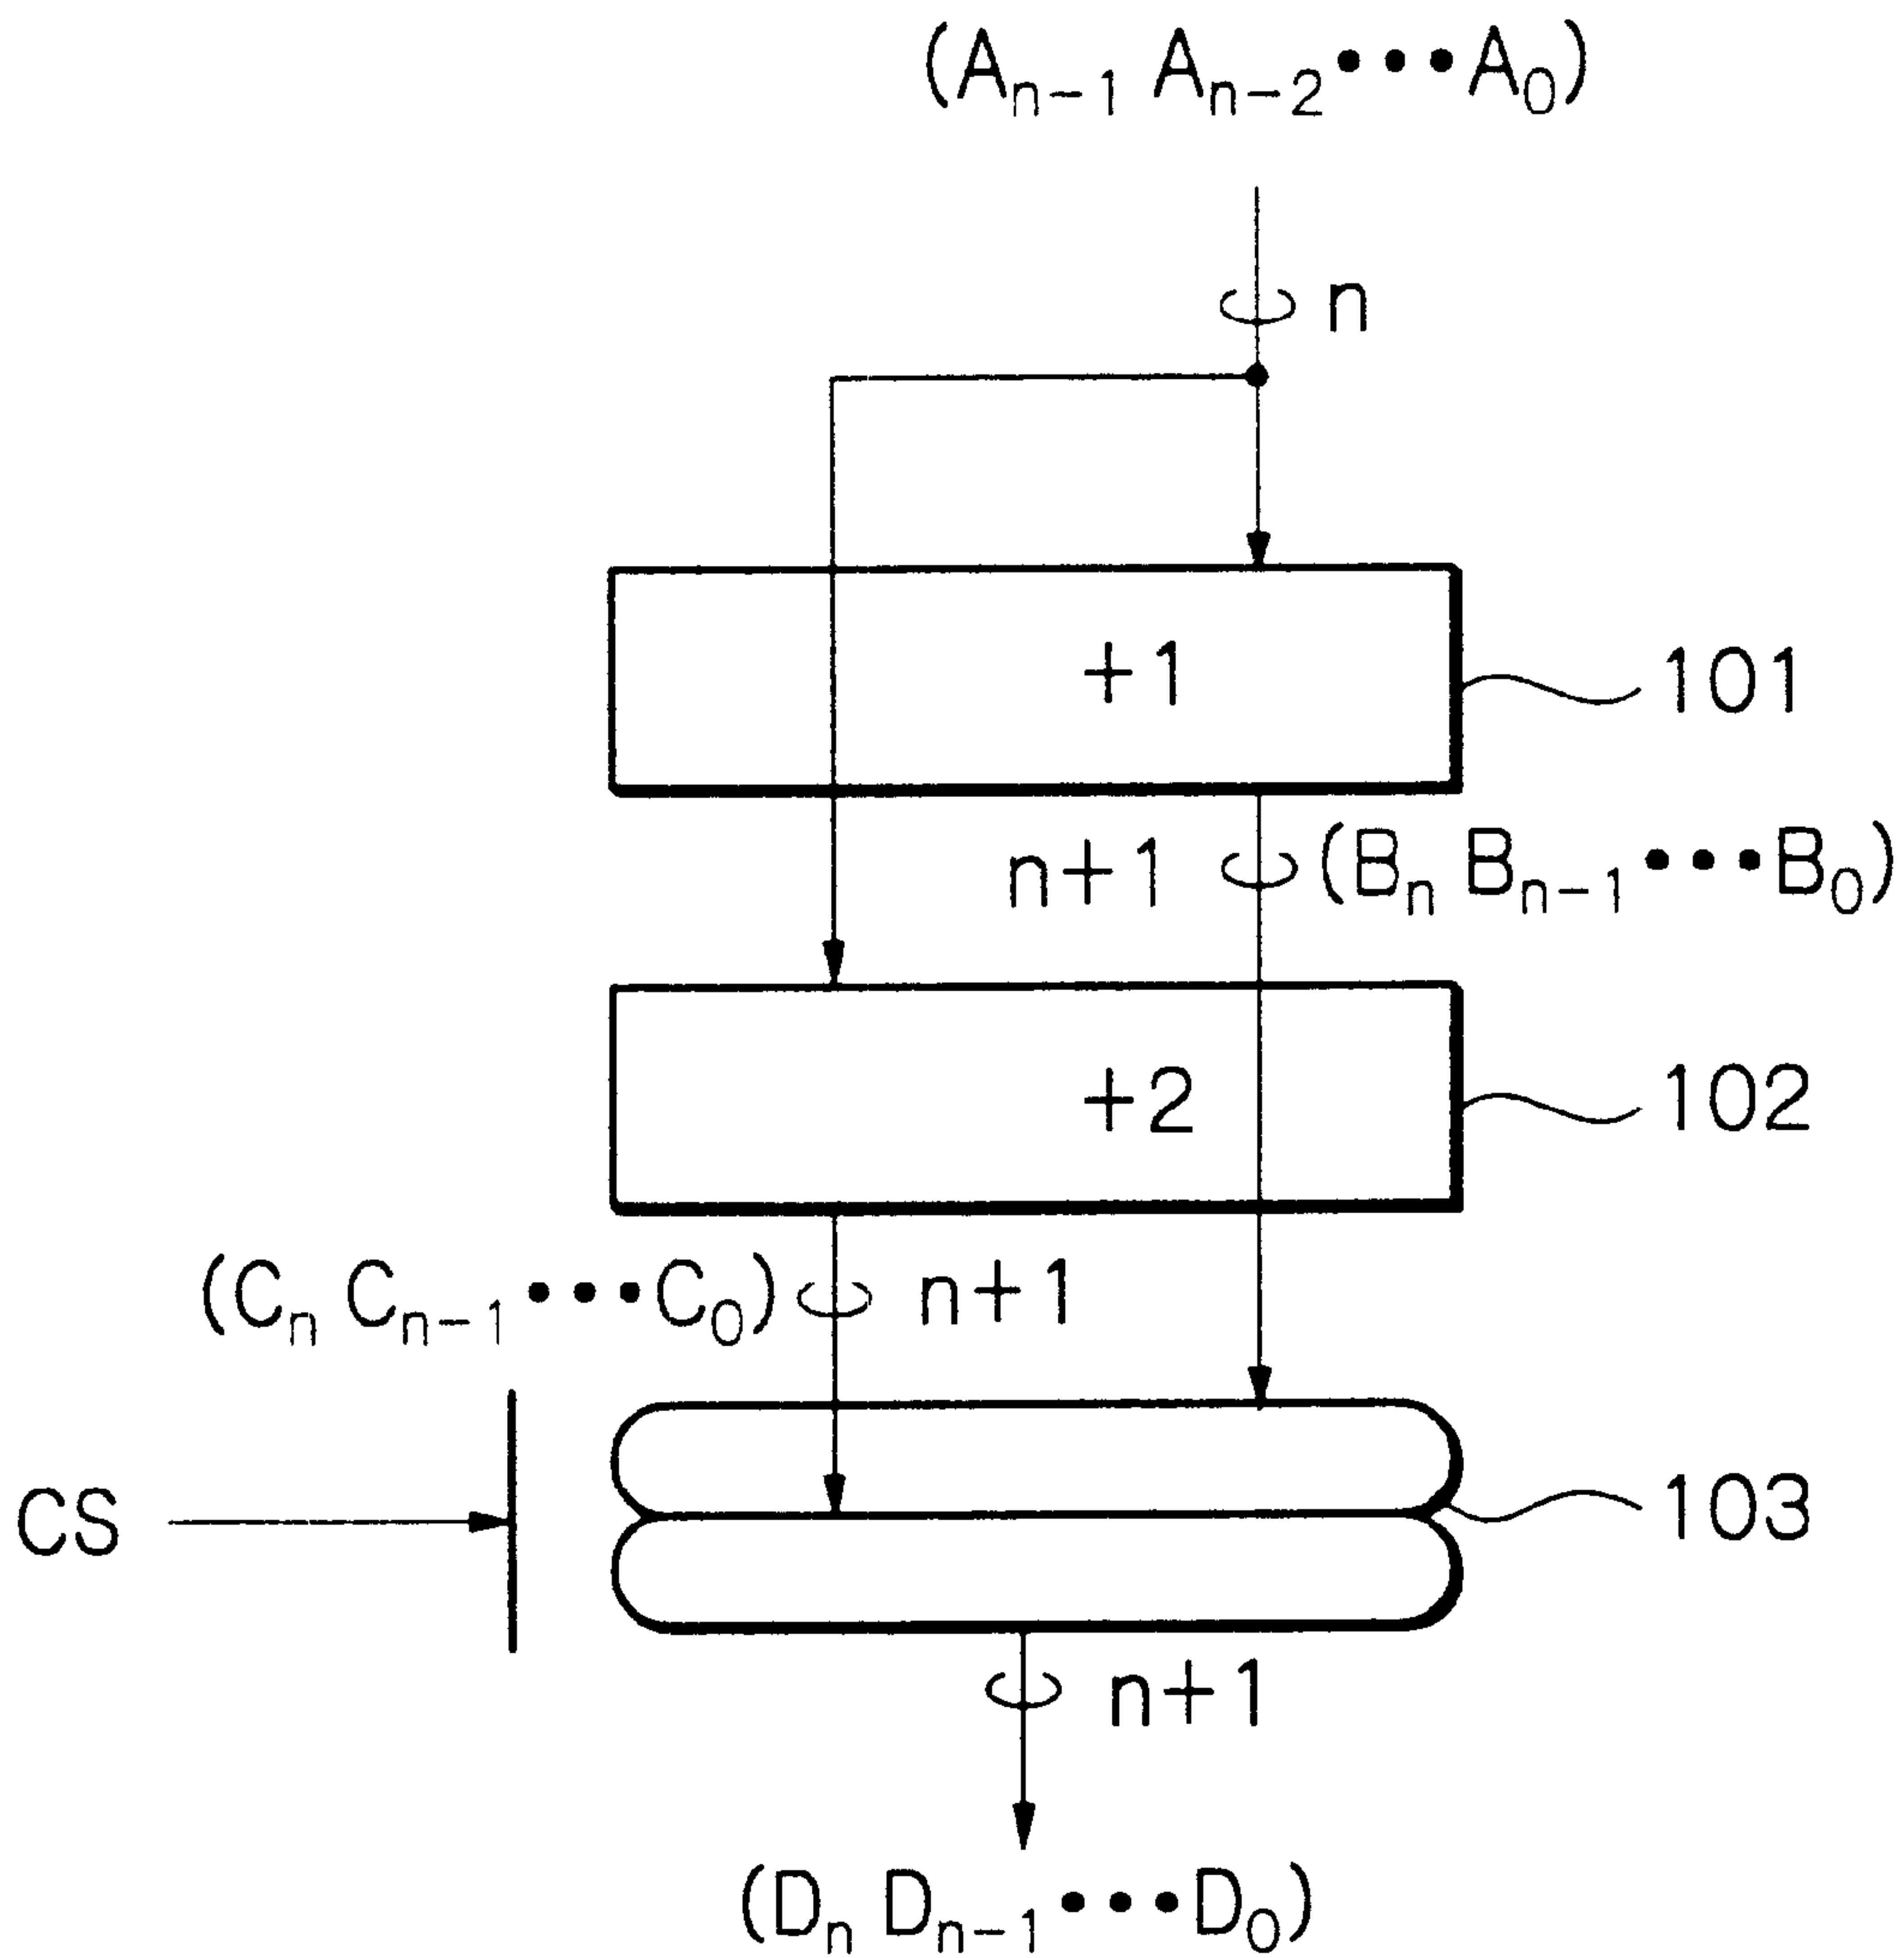 (Aₙ₋₁ Aₙ₋₂•••A₀)
n
+1
101
n+1 (Bₙ Bₙ₋₁•••B₀)
+2
102
(Cₙ Cₙ₋₁•••C₀) n+1
CS
103
n+1
(Dₙ Dₙ₋₁•••D₀)